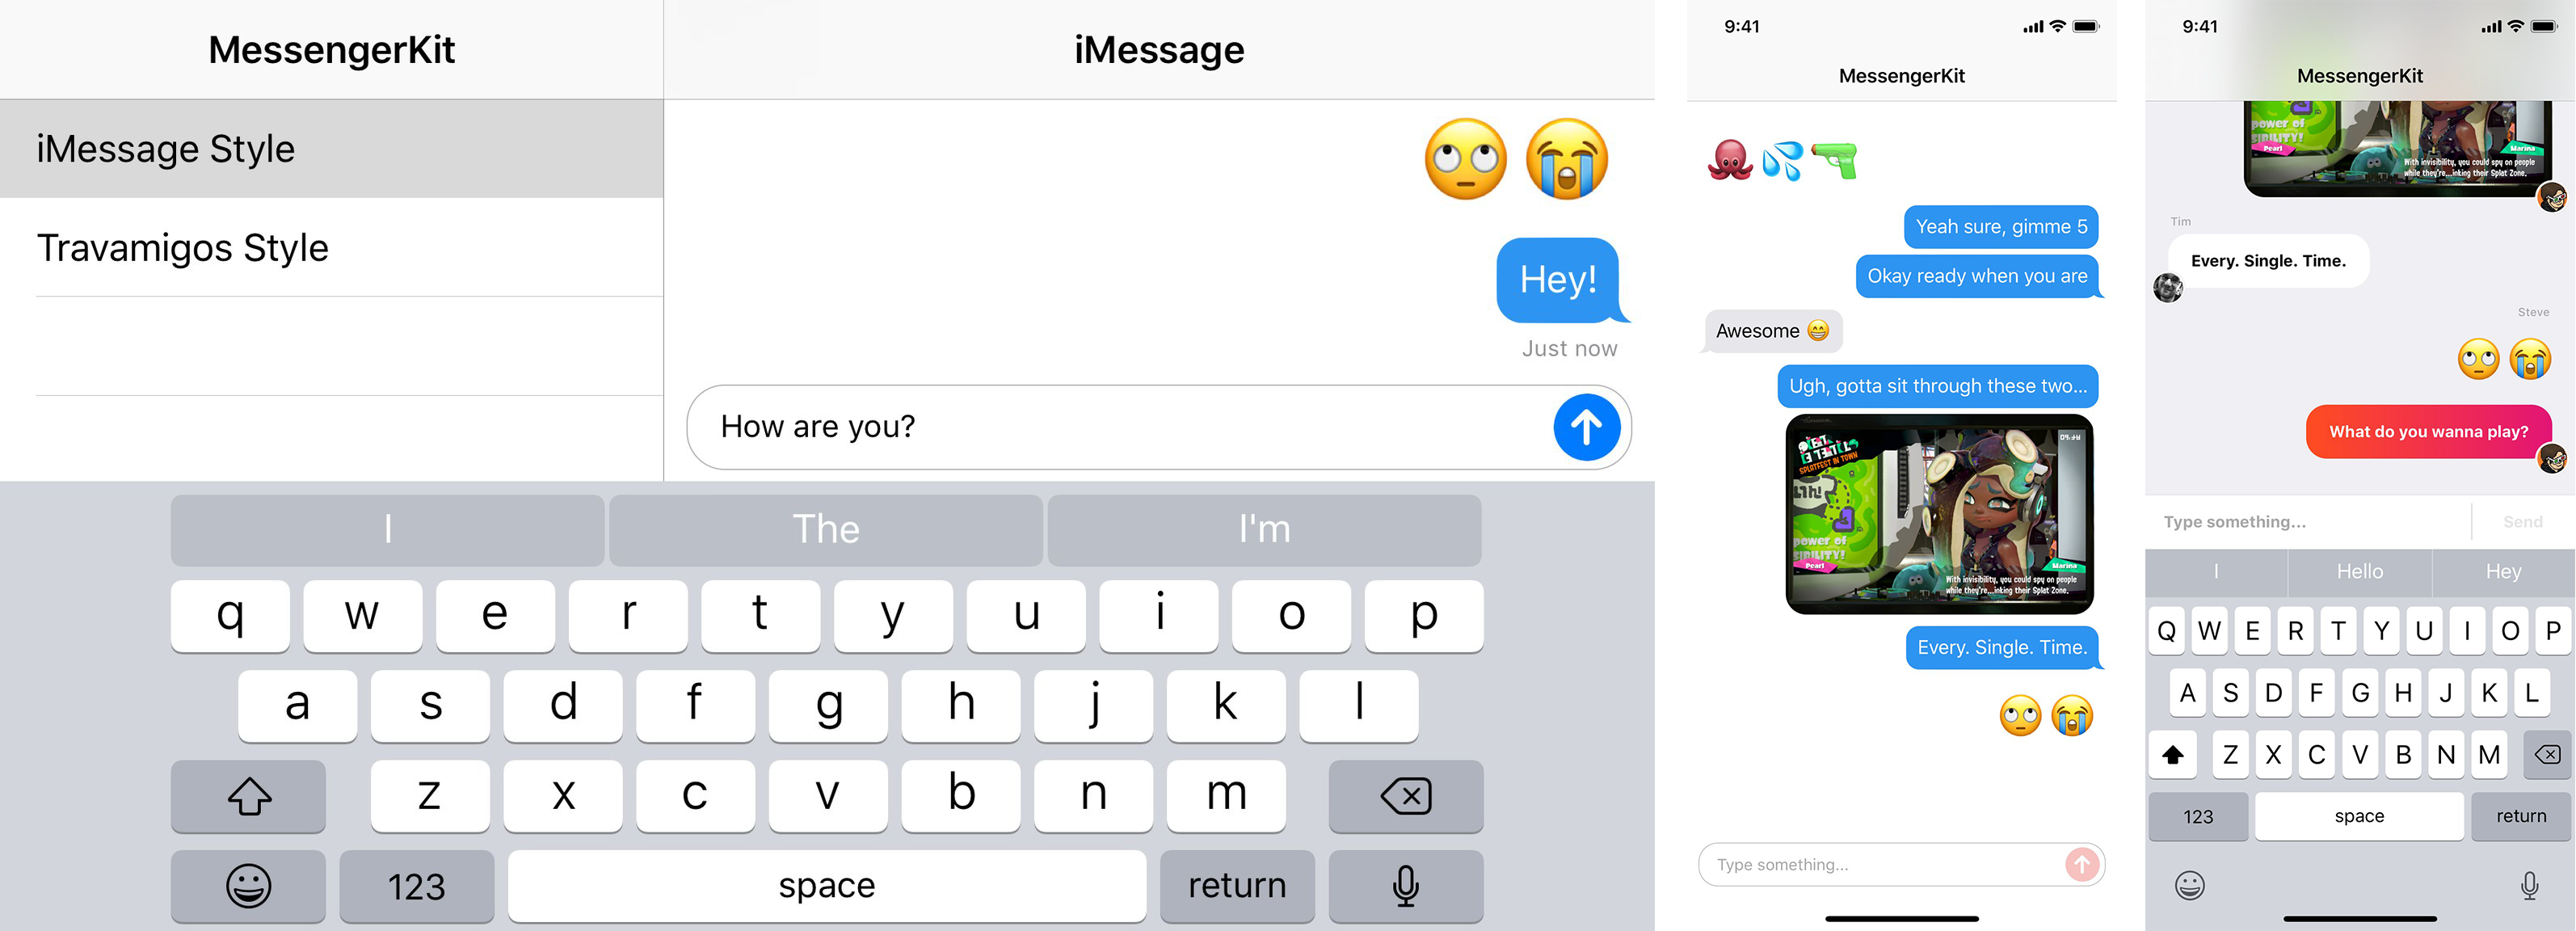 MessengerKit
iMessage Style
Travamigos Style
iMessage
Hey!
Just now
How are you?
I
The
I'm
q w e r t y u i o p
a s d f g h j k l
z x c v b n m
123
space
return
9:41
MessengerKit
Yeah sure, gimme 5
Okay ready when you are
Awesome
Ugh, gotta sit through these two...
SPLATFEST IN TOWN
power of
SIBILITY!
Pearl
Marina
With invisibility, you could spy on people
while they're...inking their Splat Zone.
Every. Single. Time.
Type something...
9:41
MessengerKit
power of
SIBILITY!
Pearl
Marina
With invisibility, you could spy on people
while they're...inking their Splat Zone.
Tim
Every. Single. Time.
Steve
What do you wanna play?
Type something...
Send
I
Hello
Hey
Q W E R T Y U I O P
A S D F G H J K L
Z X C V B N M
123
space
return